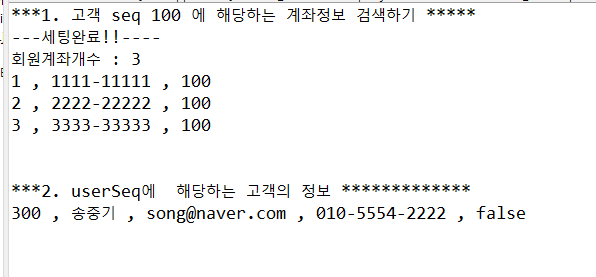 ***1. 고객 seq 100 에 해당하는 계좌정보 검색하기 *****
---세팅완료!!----
회원계좌개수 : 3
1 , 1111-11111 , 100
2 , 2222-22222 , 100
3 , 3333-33333 , 100
***2. userSeq에  해당하는 고객의 정보 *************
300 , 송중기 , song@naver.com , 010-5554-2222 , false